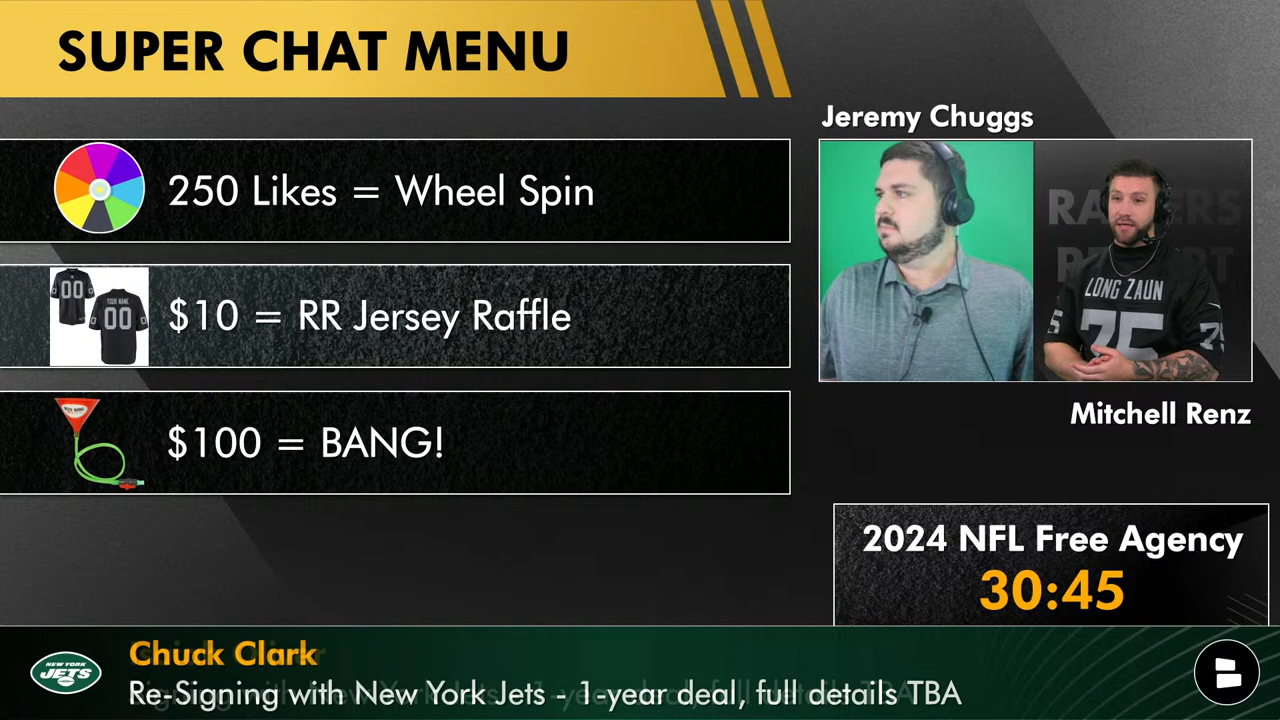 SUPER CHAT MENU
250 Likes = Wheel Spin
YOUR NAME
00
00
$10 = RR Jersey Raffle
$100 = BANG!
Jeremy Chuggs
LONG ZAUN
75
75
Mitchell Renz
2024 NFL Free Agency
30:45
NEW YORK
JETS
Chuck Clark
Re-Signing with New York Jets - 1-year deal, full details TBA